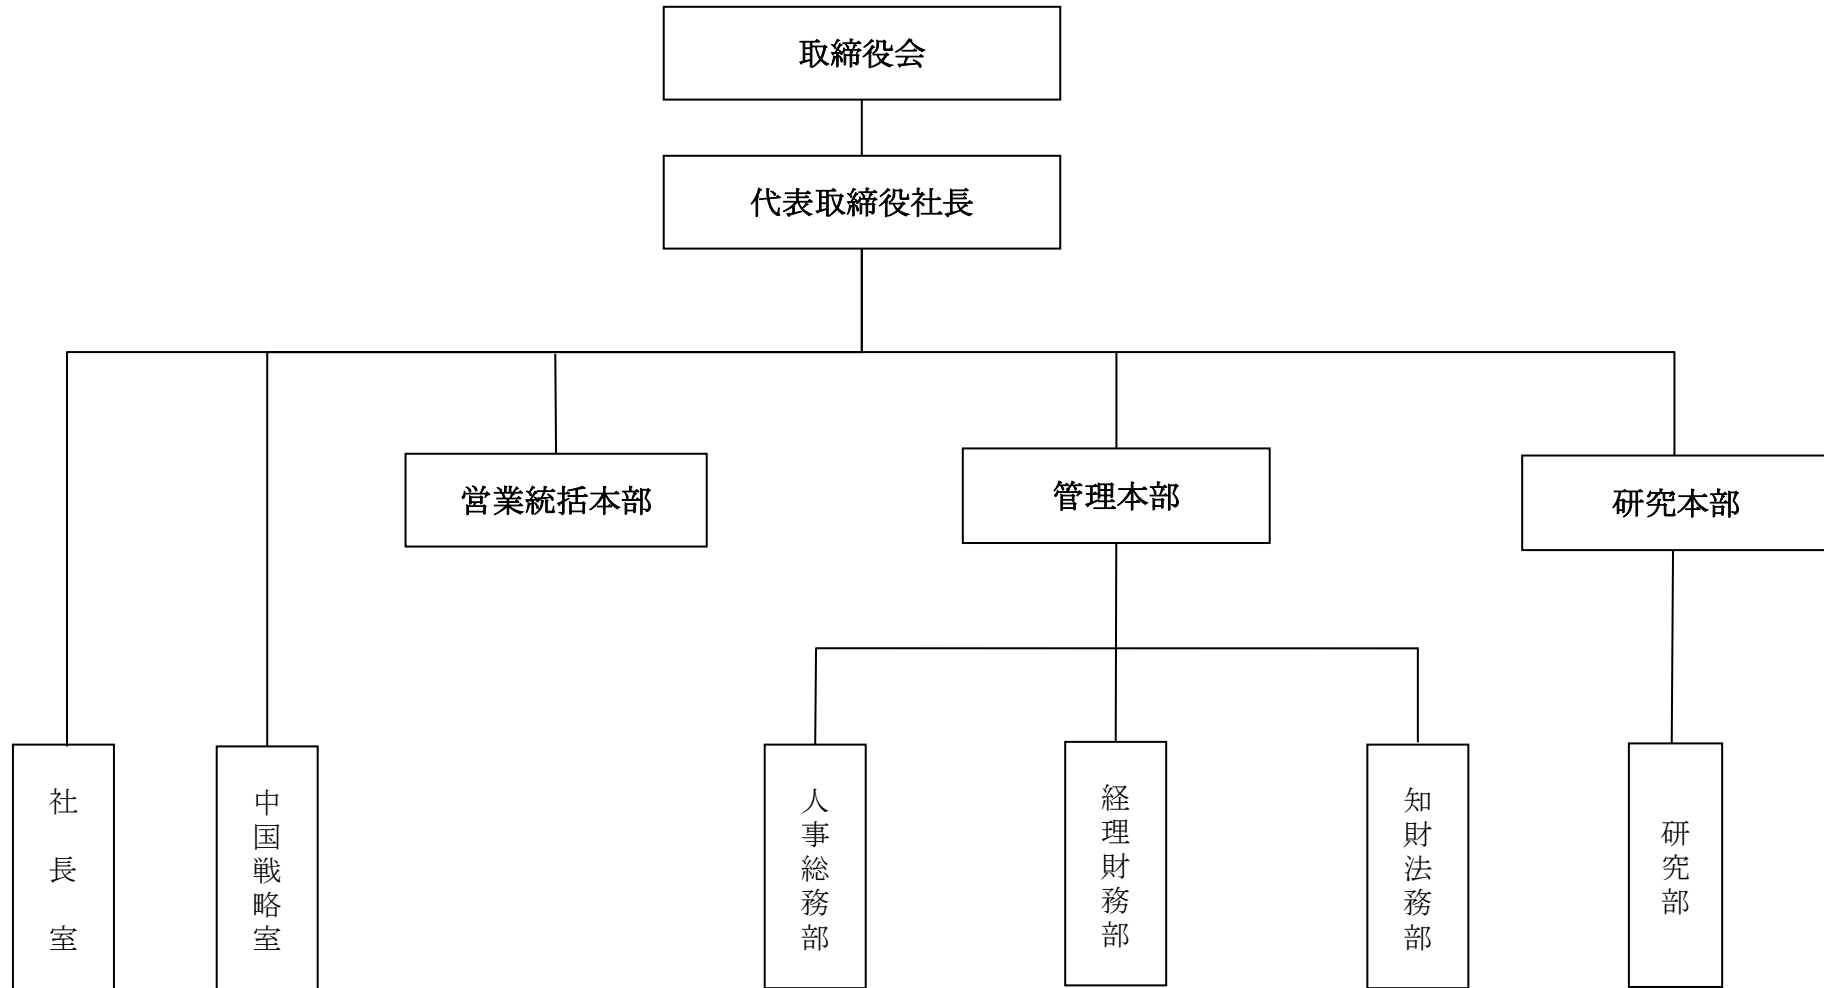 取締役会
代表取締役社長
営業統括本部
管理本部
研究本部
社長室
中国戦略室
人事総務部
経理財務部
知財法務部
研究部